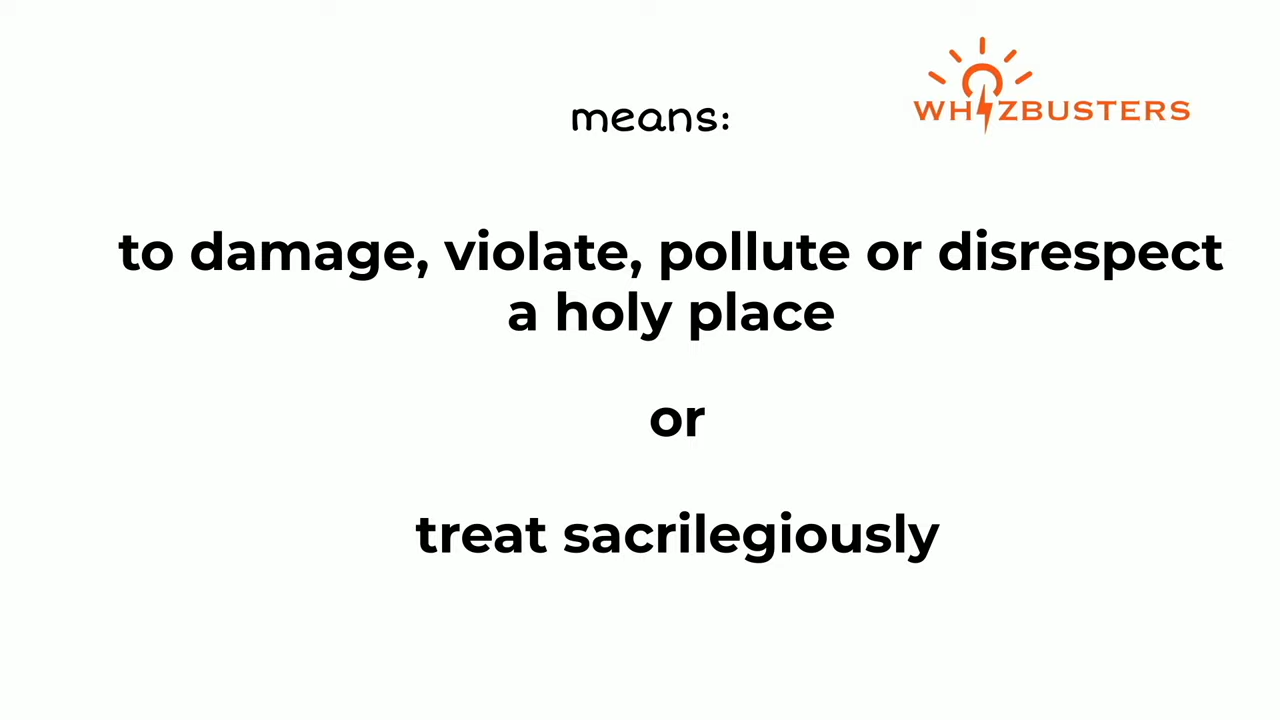 WHIZBUSTERS
means:
to damage, violate, pollute or disrespect
a holy place
or
treat sacrilegiously